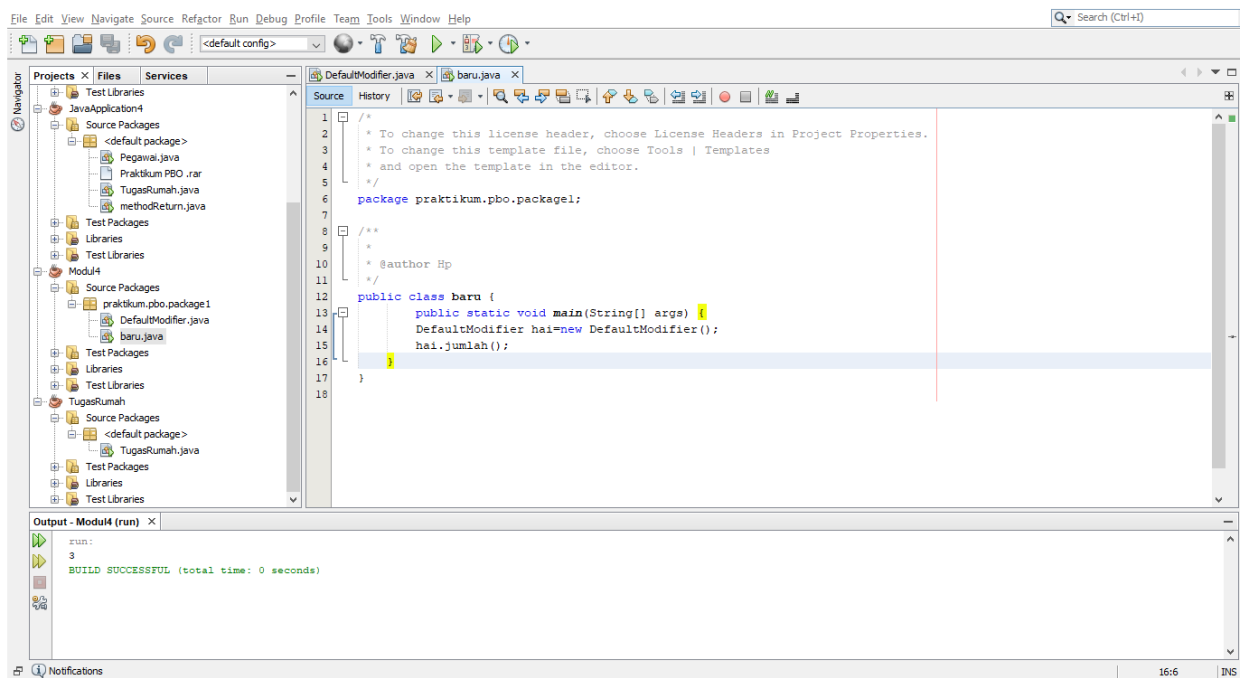 File Edit View Navigate Source Refactor Run Debug Profile Team Tools Window Help
Search (Ctrl+I)
<default config>
Navigator
Projects Files Services
Test Libraries
JavaApplication4
Source Packages
<default package>
Pegawai.java
Praktikum PBO .rar
TugasRumah.java
methodReturn.java
Test Packages
Libraries
Test Libraries
Modul4
Source Packages
praktikum.pbo.package1
DefaultModifier.java
baru.java
Test Packages
Libraries
Test Libraries
TugasRumah
Source Packages
<default package>
TugasRumah.java
Test Packages
Libraries
Test Libraries
DefaultModifier.java baru.java
Source History
1 /*
2 * To change this license header, choose License Headers in Project Properties.
3 * To change this template file, choose Tools | Templates
4 * and open the template in the editor.
5 */
6 package praktikum.pbo.package1;
7
8 /**
9 *
10 * @author Hp
11 */
12 public class baru {
13 public static void main(String[] args) {
14 DefaultModifier hai=new DefaultModifier();
15 hai.jumlah();
16 }
17 }
18
Output - Modul4 (run)
run:
3
BUILD SUCCESSFUL (total time: 0 seconds)
Notifications
16:6 INS